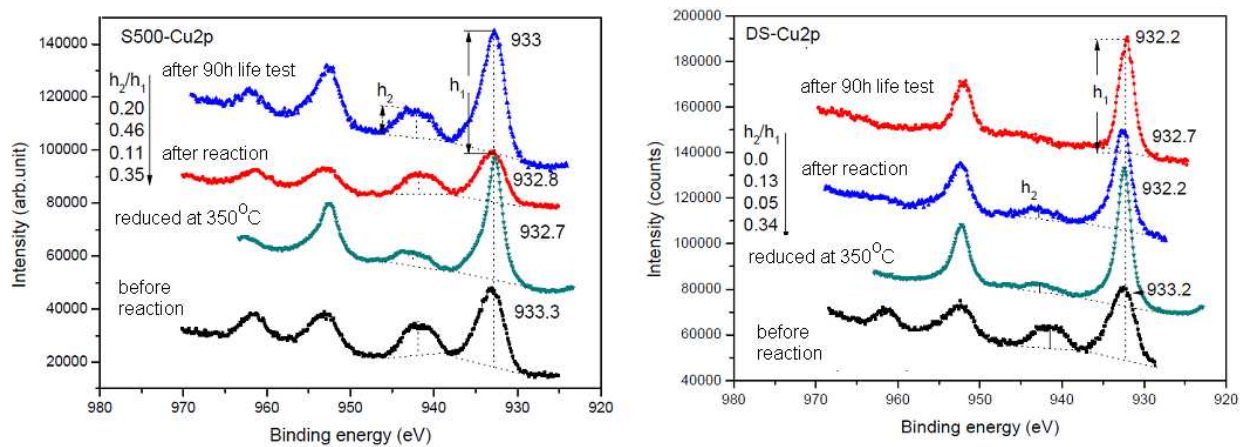 S500-Cu2p
933
after 90h life test
h2/h1
0.20
0.46
0.11
0.35
h2
h1
after reaction
932.8
reduced at 350°C
932.7
before
reaction
933.3
Intensity (arb.unit)
140000
120000
100000
80000
60000
40000
20000
980 970 960 950 940 930 920
Binding energy (eV)
DS-Cu2p
932.2
after 90h life test
h1
932.7
h2/h1
0.0
0.13
0.05
0.34
after reaction
h2
932.2
reduced at 350°C
933.2
before
reaction
Intensity (counts)
200000
180000
160000
140000
120000
100000
80000
60000
40000
980 970 960 950 940 930 920
Binding energy (eV)